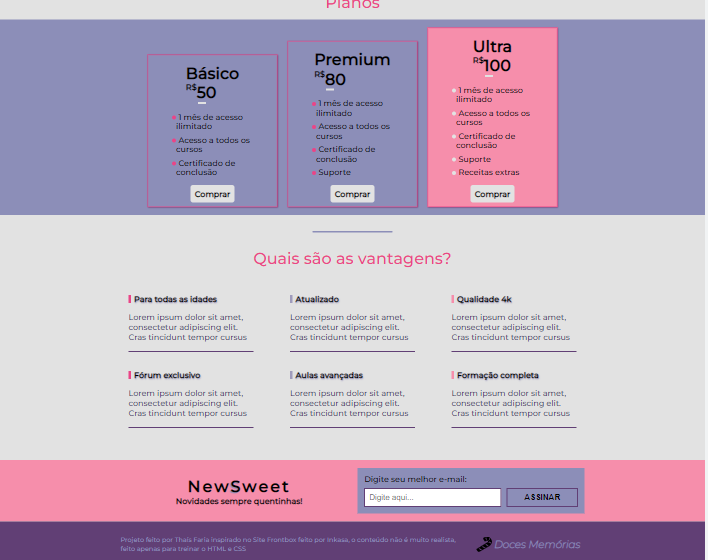 Planos
Básico
R$50
1 mês de acesso
ilimitado
Acesso a todos os
cursos
Certificado de
conclusão
Comprar
Premium
R$80
1 mês de acesso
ilimitado
Acesso a todos os
cursos
Certificado de
conclusão
Suporte
Comprar
Ultra
R$100
1 mês de acesso
ilimitado
Acesso a todos os
cursos
Certificado de
conclusão
Suporte
Receitas extras
Comprar
Quais são as vantagens?
Para todas as idades
Lorem ipsum dolor sit amet,
consectetur adipiscing elit.
Cras tincidunt tempor cursus
Atualizado
Lorem ipsum dolor sit amet,
consectetur adipiscing elit.
Cras tincidunt tempor cursus
Qualidade 4k
Lorem ipsum dolor sit amet,
consectetur adipiscing elit.
Cras tincidunt tempor cursus
Fórum exclusivo
Lorem ipsum dolor sit amet,
consectetur adipiscing elit.
Cras tincidunt tempor cursus
Aulas avançadas
Lorem ipsum dolor sit amet,
consectetur adipiscing elit.
Cras tincidunt tempor cursus
Formação completa
Lorem ipsum dolor sit amet,
consectetur adipiscing elit.
Cras tincidunt tempor cursus
NewSweet
Novidades sempre quentinhas!
Digite seu melhor e-mail:
Digite aqui...
ASSINAR
Projeto feito por Thaís Faria inspirado no Site Frontbox feito por Inkasa, o conteúdo não é muito realista,
feito apenas para treinar o HTML e CSS
Doces Memórias